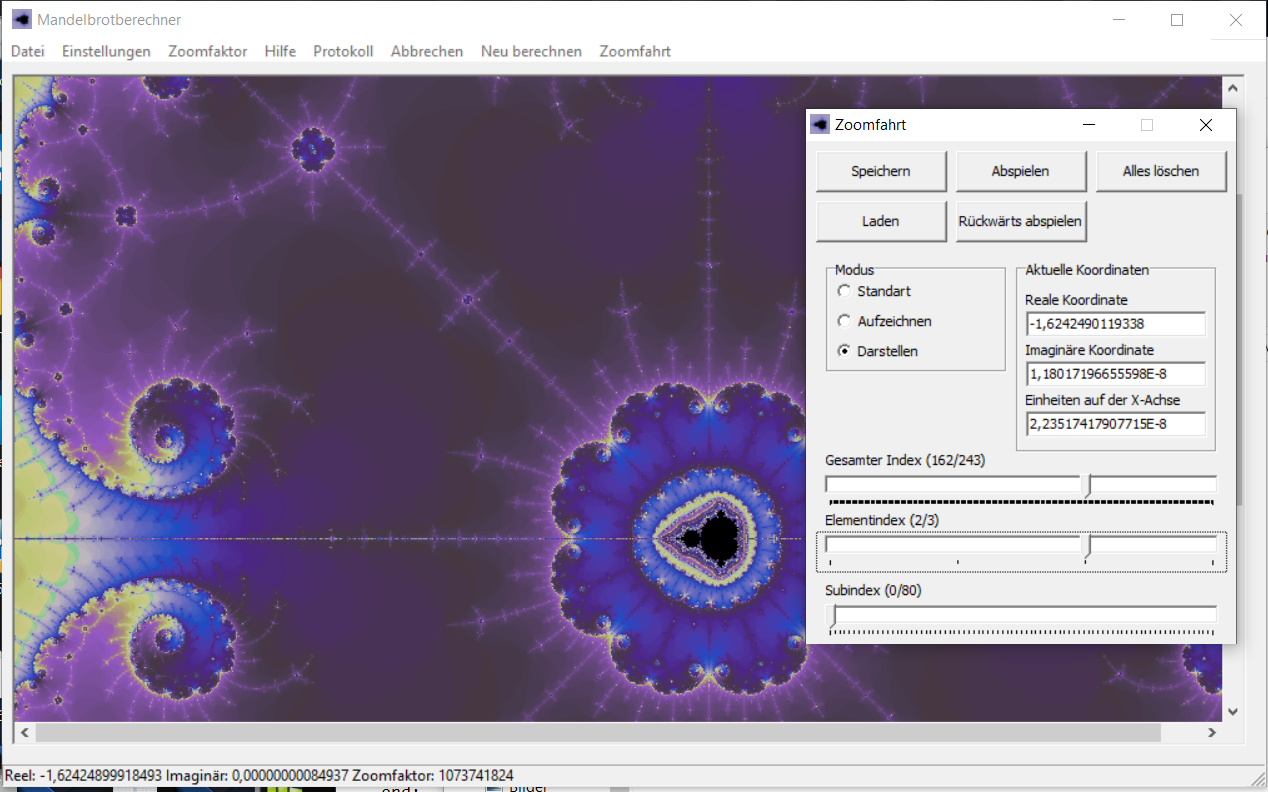 Mandelbrotberechner
Datei Einstellungen Zoomfaktor Hilfe Protokoll Abbrechen Neu berechnen Zoomfahrt
Zoomfahrt
Speichern Abspielen Alles löschen
Laden Rückwärts abspielen
Modus
Standart
Aufzeichnen
Darstellen
Aktuelle Koordinaten
Reale Koordinate
-1,6242490119338
Imaginäre Koordinate
1,18017196655598E-8
Einheiten auf der X-Achse
2,23517417907715E-8
Gesamter Index (162/243)
Elementindex (2/3)
Subindex (0/80)
Reel: -1,62424899918493 Imaginär: 0,00000000084937 Zoomfaktor: 1073741824
end;
Bilder